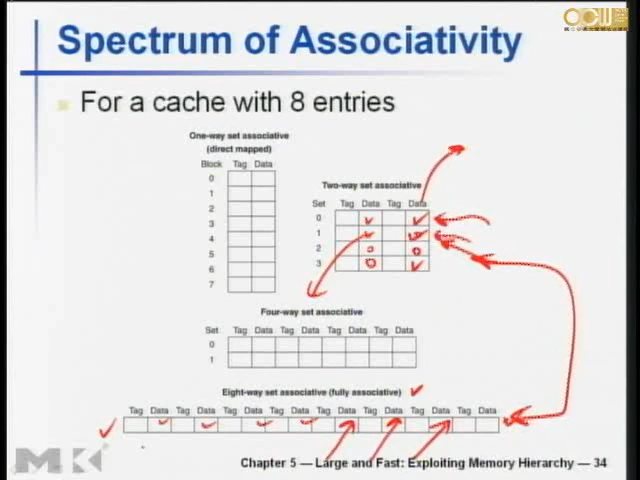 Spectrum of Associativity
For a cache with 8 entries
One-way set associative
(direct mapped)
Block Tag Data
0
1
2
3
4
5
6
7
Two-way set associative
Set Tag Data Tag Data
0
1
2
3
Four-way set associative
Set Tag Data Tag Data Tag Data Tag Data
0
1
Eight-way set associative (fully associative)
Tag Data Tag Data Tag Data Tag Data Tag Data Tag Data Tag Data Tag Data
MK
Chapter 5 — Large and Fast: Exploiting Memory Hierarchy — 34